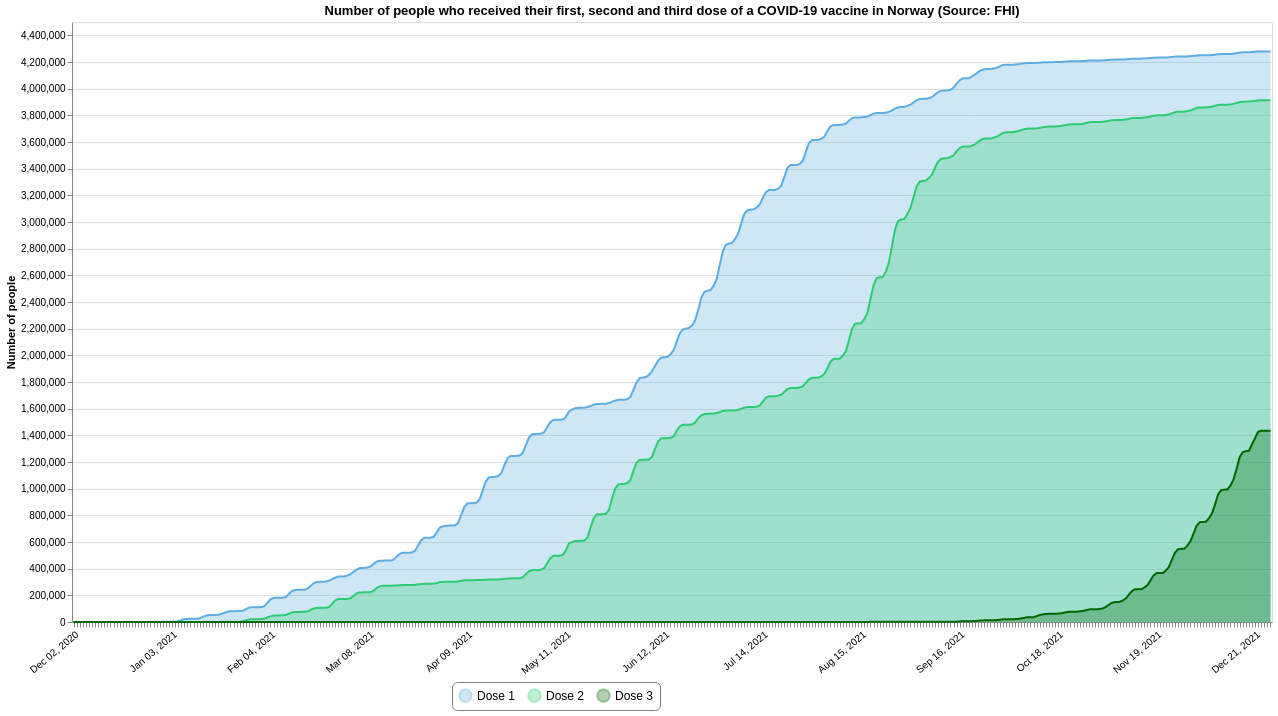 Number of people who received their first, second and third dose of a COVID-19 vaccine in Norway (Source: FHI)
Number of people
4,400,000
4,200,000
4,000,000
3,800,000
3,600,000
3,400,000
3,200,000
3,000,000
2,800,000
2,600,000
2,400,000
2,200,000
2,000,000
1,800,000
1,600,000
1,400,000
1,200,000
1,000,000
800,000
600,000
400,000
200,000
0
Dec 02, 2020
Jan 03, 2021
Feb 04, 2021
Mar 08, 2021
Apr 09, 2021
May 11, 2021
Jun 12, 2021
Jul 14, 2021
Aug 15, 2021
Sep 16, 2021
Oct 18, 2021
Nov 19, 2021
Dec 21, 2021
Dose 1 Dose 2 Dose 3